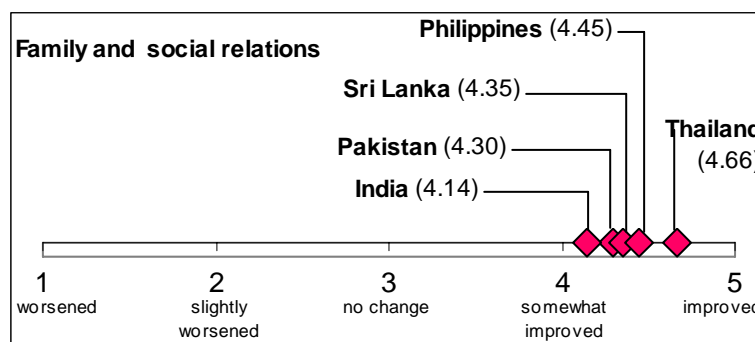 Family and social relations
Philippines (4.45)
Sri Lanka (4.35)
Thailand
(4.66)
Pakistan (4.30)
India (4.14)
1 2 3 4 5
worsened slightly no change somewhat improved
worsened improved